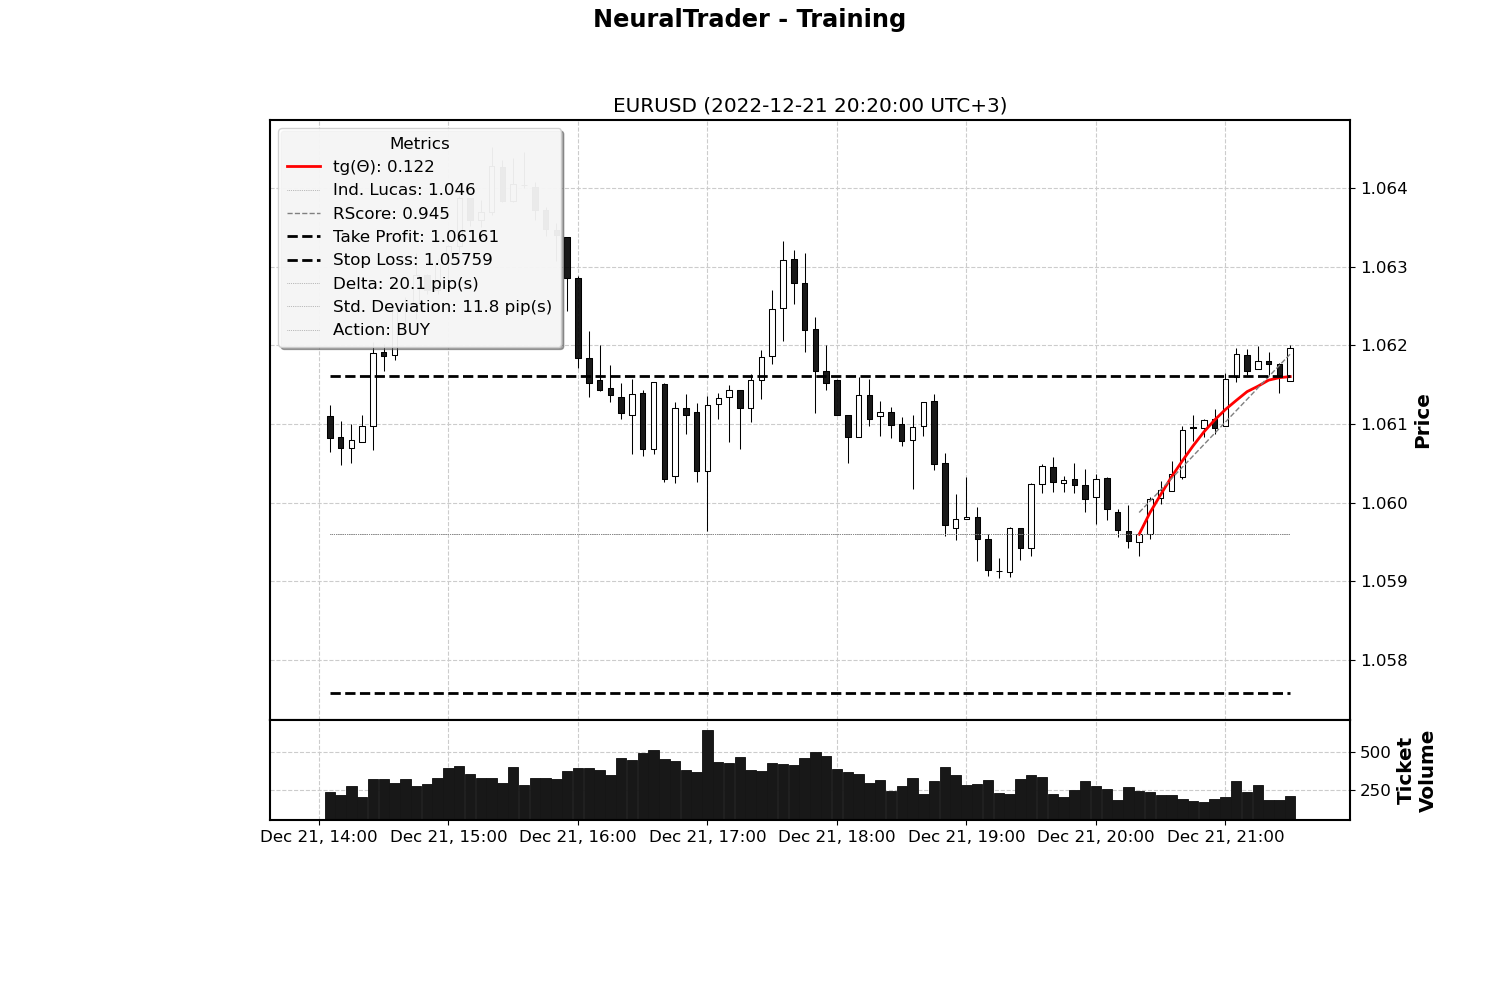 NeuralTrader - Training
EURUSD (2022-12-21 20:20:00 UTC+3)
Metrics
tg(Θ): 0.122
Ind. Lucas: 1.046
RScore: 0.945
Take Profit: 1.06161
Stop Loss: 1.05759
Delta: 20.1 pip(s)
Std. Deviation: 11.8 pip(s)
Action: BUY
1.064
1.063
1.062
1.061
1.060
1.059
1.058
Price
500
250
Ticket
Volume
Dec 21, 14:00 Dec 21, 15:00 Dec 21, 16:00 Dec 21, 17:00 Dec 21, 18:00 Dec 21, 19:00 Dec 21, 20:00 Dec 21, 21:00